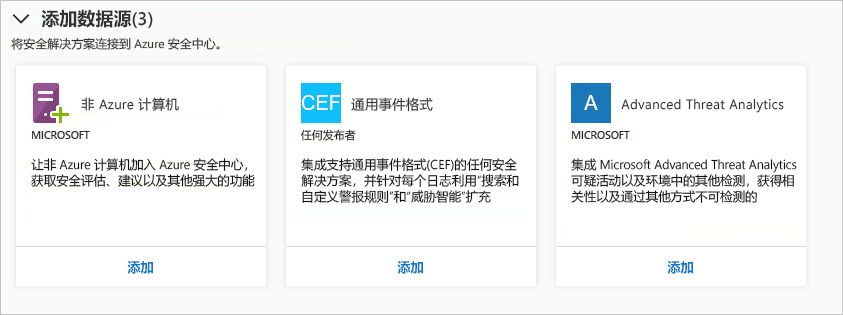 添加数据源(3)
将安全解决方案连接到 Azure 安全中心。
非 Azure 计算机
MICROSOFT
让非 Azure 计算机加入 Azure 安全中心，
获取安全评估、建议以及其他强大的功能
添加
CEF
通用事件格式
任何发布者
集成支持通用事件格式(CEF)的任何安全
解决方案，并针对每个日志利用"搜索和
自定义警报规则"和"威胁智能"扩充
添加
A
Advanced Threat Analytics
MICROSOFT
集成 Microsoft Advanced Threat Analytics
可疑活动以及环境中的其他检测，获得相
关性以及通过其他方式不可检测的
添加